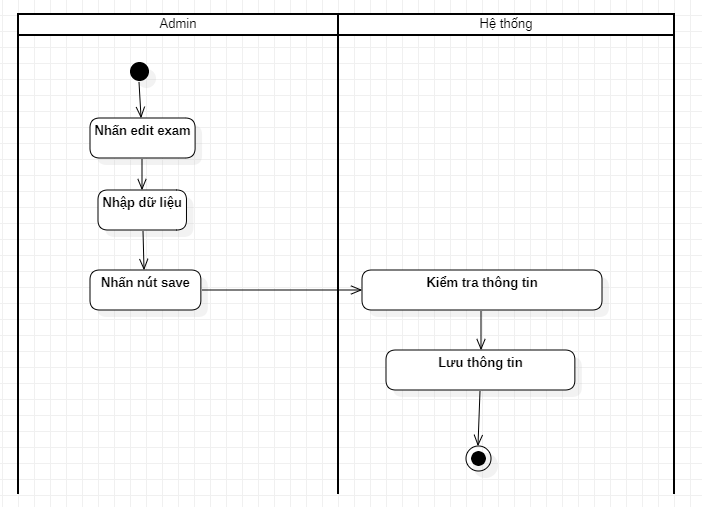 Admin
Hệ thống
Nhấn edit exam
Nhập dữ liệu
Nhấn nút save
Kiểm tra thông tin
Lưu thông tin